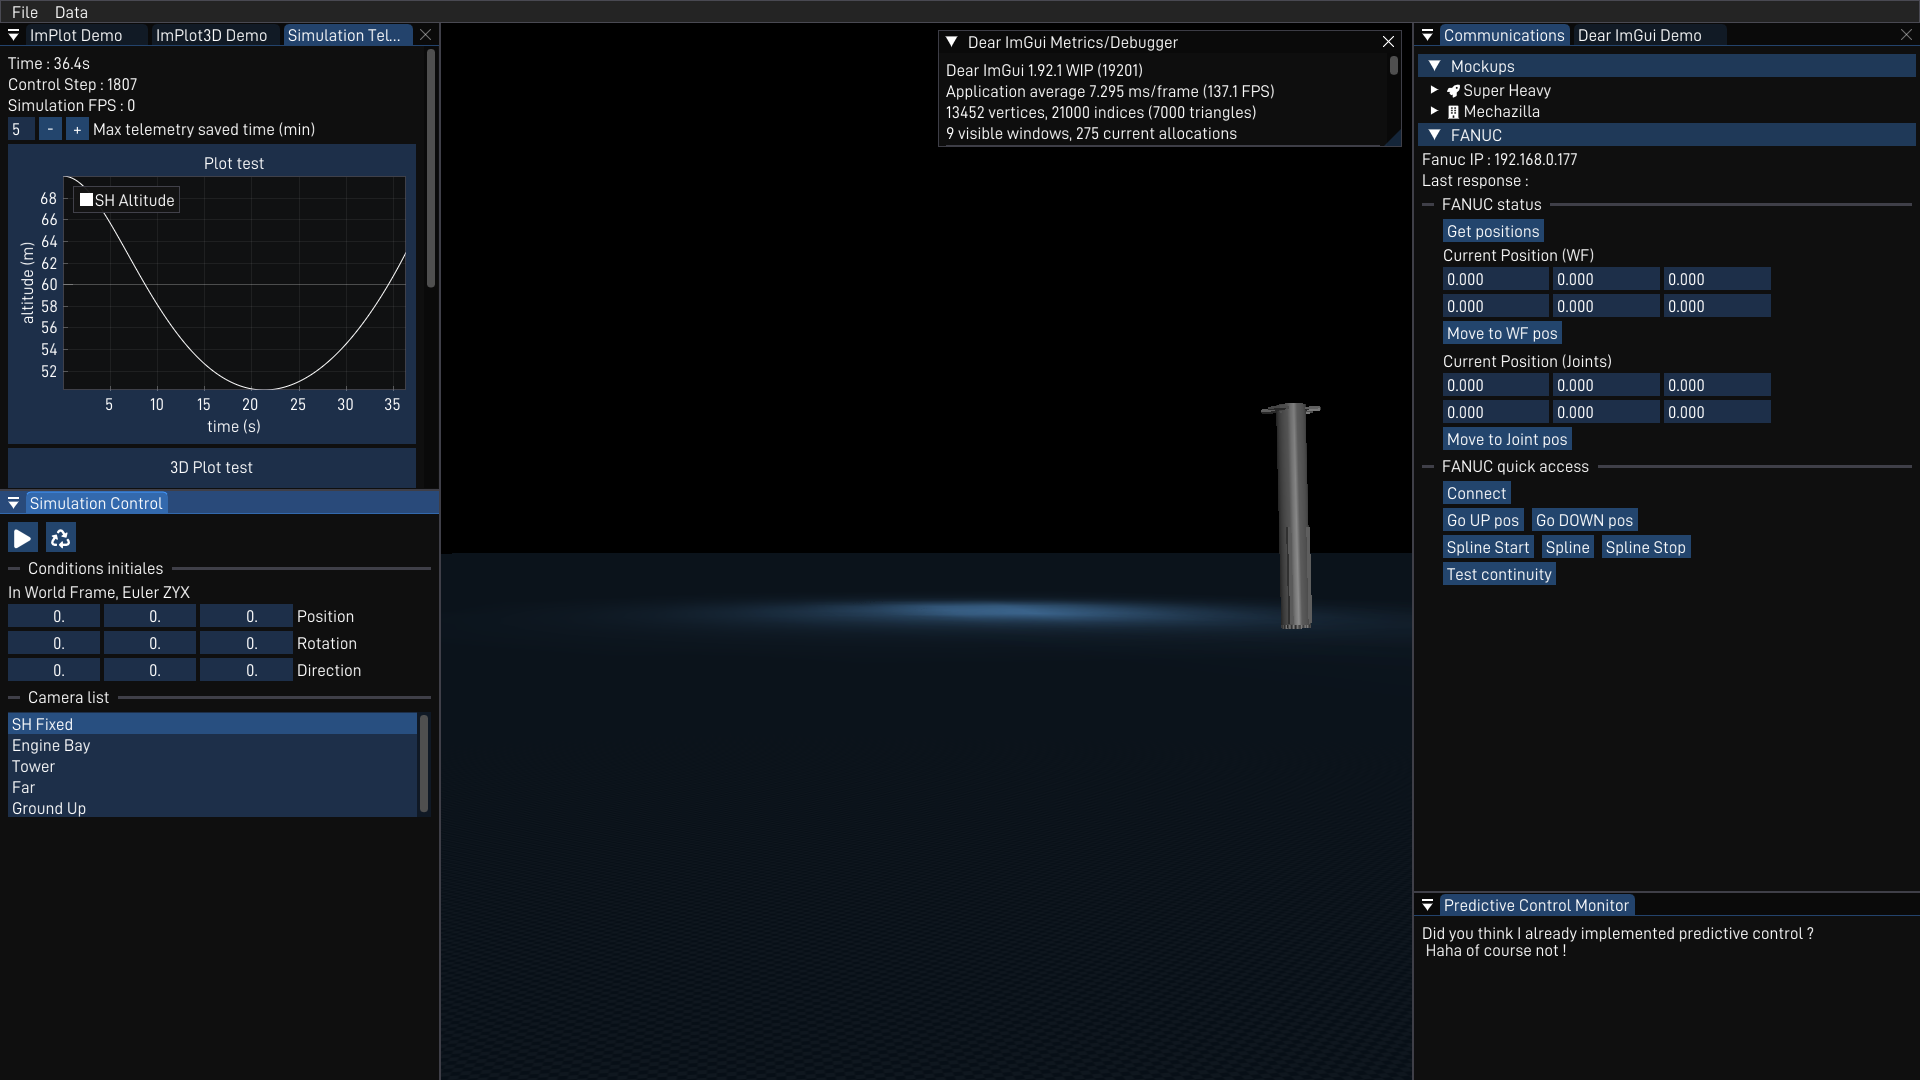 File Data
ImPlot Demo ImPlot3D Demo Simulation Tel...
Time : 36.4s
Control Step : 1807
Simulation FPS : 0
5 - + Max telemetry saved time (min)
Plot test
SH Altitude
altitude (m)
68
66
64
62
60
58
56
54
52
5 10 15 20 25 30 35
time (s)
3D Plot test
Simulation Control
Conditions initiales
In World Frame, Euler ZYX
0. 0. 0. Position
0. 0. 0. Rotation
0. 0. 0. Direction
Camera list
SH Fixed
Engine Bay
Tower
Far
Ground Up
Dear ImGui Metrics/Debugger
Dear ImGui 1.92.1 WIP (19201)
Application average 7.295 ms/frame (137.1 FPS)
13452 vertices, 21000 indices (7000 triangles)
9 visible windows, 275 current allocations
Communications Dear ImGui Demo
Mockups
Super Heavy
Mechazilla
FANUC
Fanuc IP : 192.168.0.177
Last response :
FANUC status
Get positions
Current Position (WF)
0.000 0.000 0.000
0.000 0.000 0.000
Move to WF pos
Current Position (Joints)
0.000 0.000 0.000
0.000 0.000 0.000
Move to Joint pos
FANUC quick access
Connect
Go UP pos Go DOWN pos
Spline Start Spline Spline Stop
Test continuity
Predictive Control Monitor
Did you think I already implemented predictive control ?
Haha of course not !